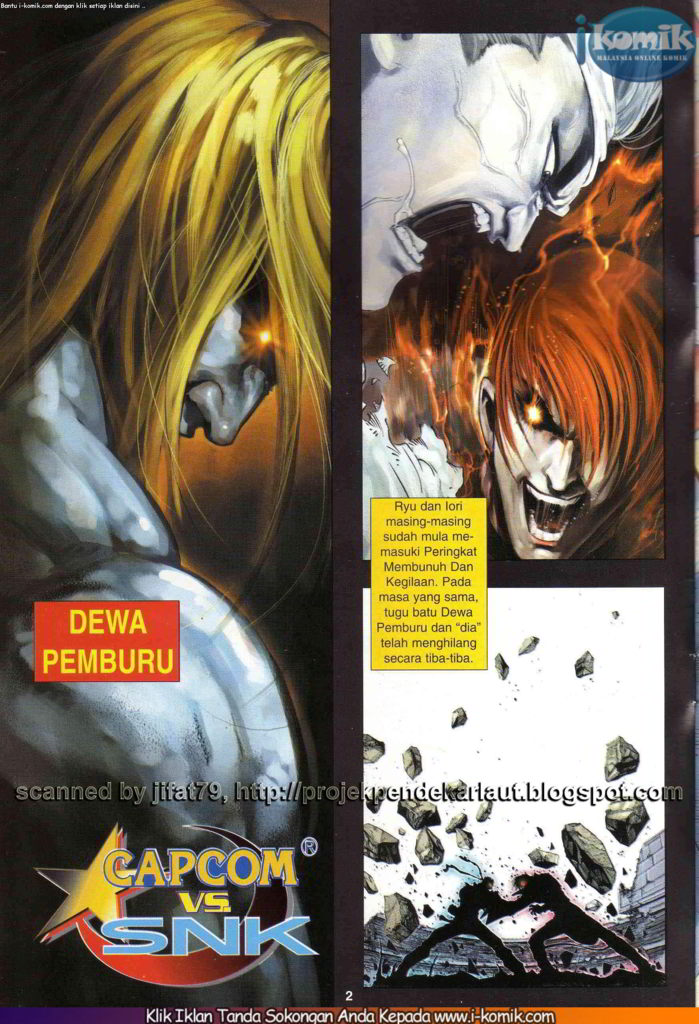 Bantu i-komik.com dengan klik setiap iklan disini ..
i komik
MALAYSIA ONLINE KOMIK
Ryu dan Iori
masing-masing
sudah mula me-
masuki Peringkat
Membunuh Dan
Kegilaan. Pada
masa yang sama,
tugu batu Dewa
Pemburu dan “dia”
telah menghilang
secara tiba-tiba.
DEWA
PEMBURU
scanned by jifat79, http://projekpendekarlaut.blogspot.com
CAPCOM®
VS.
SNK
2
Klik Iklan Tanda Sokongan Anda Kepada www.i-komik.com